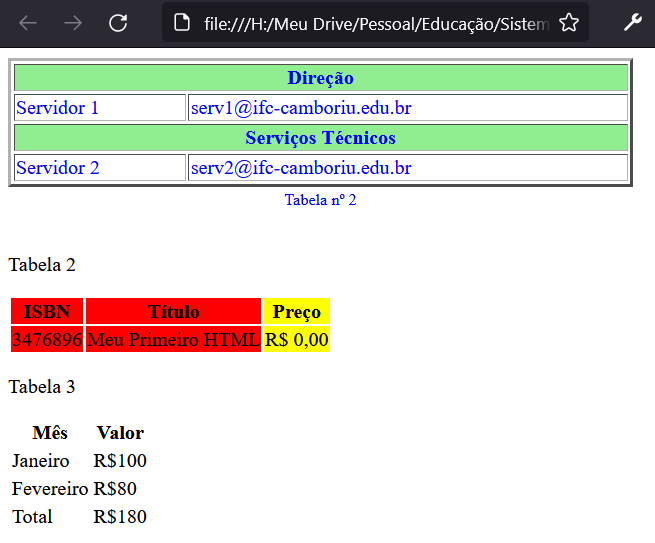 file:///H:/Meu Drive/Pessoal/Educação/Sistem
Direção
Servidor 1 serv1@ifc-camboriu.edu.br
Serviços Técnicos
Servidor 2 serv2@ifc-camboriu.edu.br
Tabela nº 2
Tabela 2
ISBN Título Preço
3476896 Meu Primeiro HTML R$ 0,00
Tabela 3
Mês Valor
Janeiro R$100
Fevereiro R$80
Total R$180